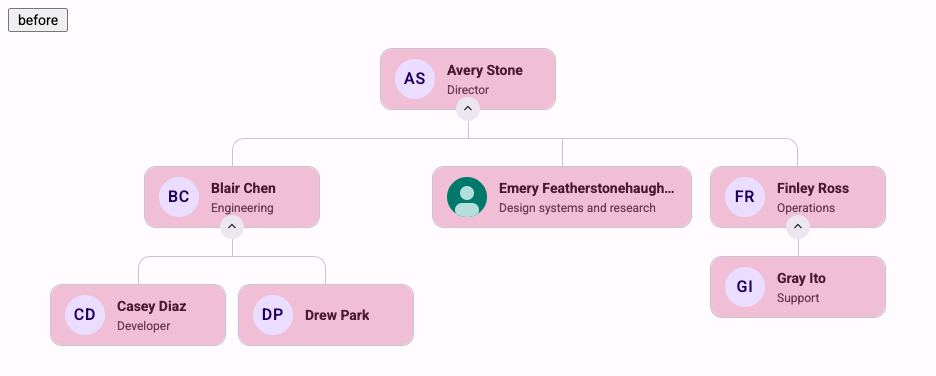 before
AS
Avery Stone
Director
BC
Blair Chen
Engineering
Emery Featherstonehaugh...
Design systems and research
FR
Finley Ross
Operations
CD
Casey Diaz
Developer
DP
Drew Park
GI
Gray Ito
Support